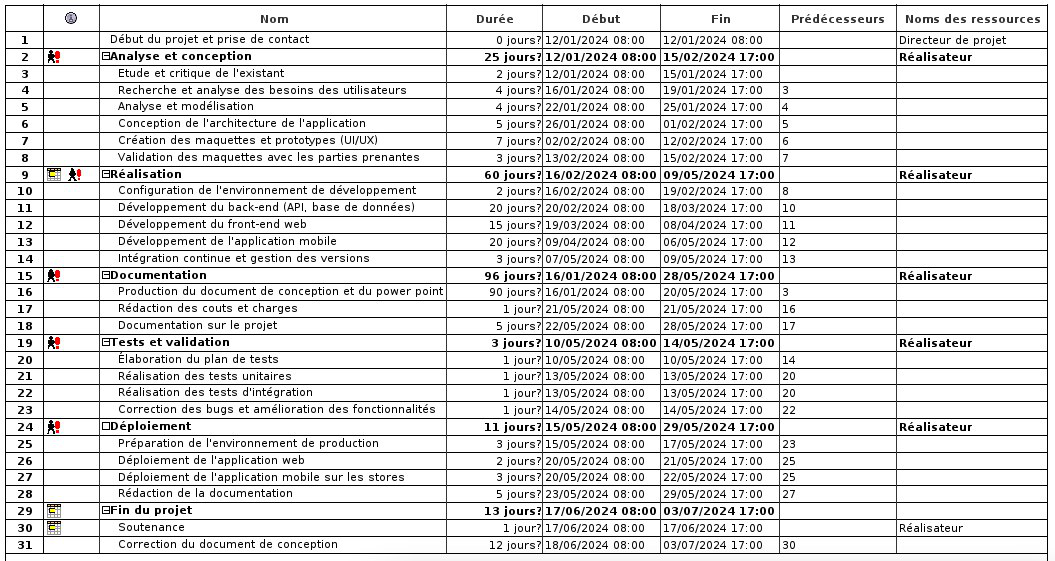 Nom Durée Début Fin Prédécesseurs Noms des ressources
1 Début du projet et prise de contact 0 jours? 12/01/2024 08:00 12/01/2024 08:00 Directeur de projet
2 Analyse et conception 25 jours? 12/01/2024 08:00 15/02/2024 17:00 Réalisateur
3 Etude et critique de l'existant 2 jours? 12/01/2024 08:00 15/01/2024 17:00
4 Recherche et analyse des besoins des utilisateurs 4 jours? 16/01/2024 08:00 19/01/2024 17:00 3
5 Analyse et modélisation 4 jours? 22/01/2024 08:00 25/01/2024 17:00 4
6 Conception de l'architecture de l'application 5 jours? 26/01/2024 08:00 01/02/2024 17:00 5
7 Création des maquettes et prototypes (UI/UX) 7 jours? 02/02/2024 08:00 12/02/2024 17:00 6
8 Validation des maquettes avec les parties prenantes 3 jours? 13/02/2024 08:00 15/02/2024 17:00 7
9 Réalisation 60 jours? 16/02/2024 08:00 09/05/2024 17:00 Réalisateur
10 Configuration de l'environnement de développement 2 jours? 16/02/2024 08:00 19/02/2024 17:00 8
11 Développement du back-end (API, base de données) 20 jours? 20/02/2024 08:00 18/03/2024 17:00 10
12 Développement du front-end web 15 jours? 19/03/2024 08:00 08/04/2024 17:00 11
13 Développement de l'application mobile 20 jours? 09/04/2024 08:00 06/05/2024 17:00 12
14 Intégration continue et gestion des versions 3 jours? 07/05/2024 08:00 09/05/2024 17:00 13
15 Documentation 96 jours? 16/01/2024 08:00 28/05/2024 17:00 Réalisateur
16 Production du document de conception et du power point 90 jours? 16/01/2024 08:00 20/05/2024 17:00 3
17 Rédaction des couts et charges 1 jour? 21/05/2024 08:00 21/05/2024 17:00 16
18 Documentation sur le projet 5 jours? 22/05/2024 08:00 28/05/2024 17:00 17
19 Tests et validation 3 jours? 10/05/2024 08:00 14/05/2024 17:00 Réalisateur
20 Élaboration du plan de tests 1 jour? 10/05/2024 08:00 10/05/2024 17:00 14
21 Réalisation des tests unitaires 1 jour? 13/05/2024 08:00 13/05/2024 17:00 20
22 Réalisation des tests d'intégration 1 jour? 13/05/2024 08:00 13/05/2024 17:00 20
23 Correction des bugs et amélioration des fonctionnalités 1 jour? 14/05/2024 08:00 14/05/2024 17:00 22
24 Déploiement 11 jours? 15/05/2024 08:00 29/05/2024 17:00 Réalisateur
25 Préparation de l'environnement de production 3 jours? 15/05/2024 08:00 17/05/2024 17:00 23
26 Déploiement de l'application web 2 jours? 20/05/2024 08:00 21/05/2024 17:00 25
27 Déploiement de l'application mobile sur les stores 3 jours? 20/05/2024 08:00 22/05/2024 17:00 25
28 Rédaction de la documentation 5 jours? 23/05/2024 08:00 29/05/2024 17:00 27
29 Fin du projet 13 jours? 17/06/2024 08:00 03/07/2024 17:00
30 Soutenance 1 jour? 17/06/2024 08:00 17/06/2024 17:00 Réalisateur
31 Correction du document de conception 12 jours? 18/06/2024 08:00 03/07/2024 17:00 30